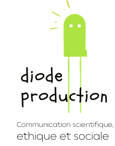 diode
production
Communication scientifique,
ethique et sociale